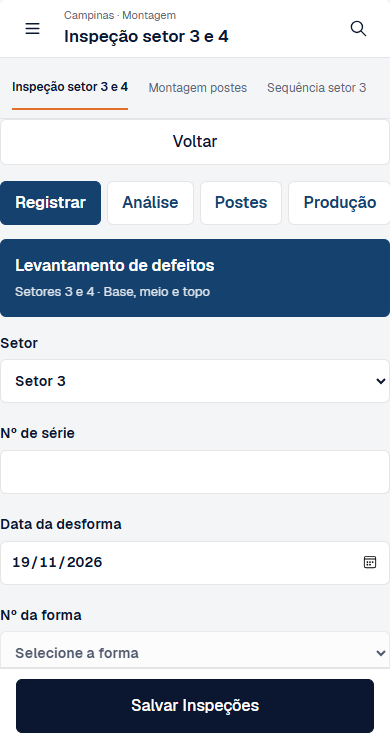 Campinas · Montagem
Inspeção setor 3 e 4
Inspeção setor 3 e 4 Montagem postes Sequência setor 3
Voltar
Registrar Análise Postes Produção
Levantamento de defeitos
Setores 3 e 4 · Base, meio e topo
Setor
Setor 3
Nº de série
Data da desforma
19/11/2026
Nº da forma
Selecione a forma
Salvar Inspeções